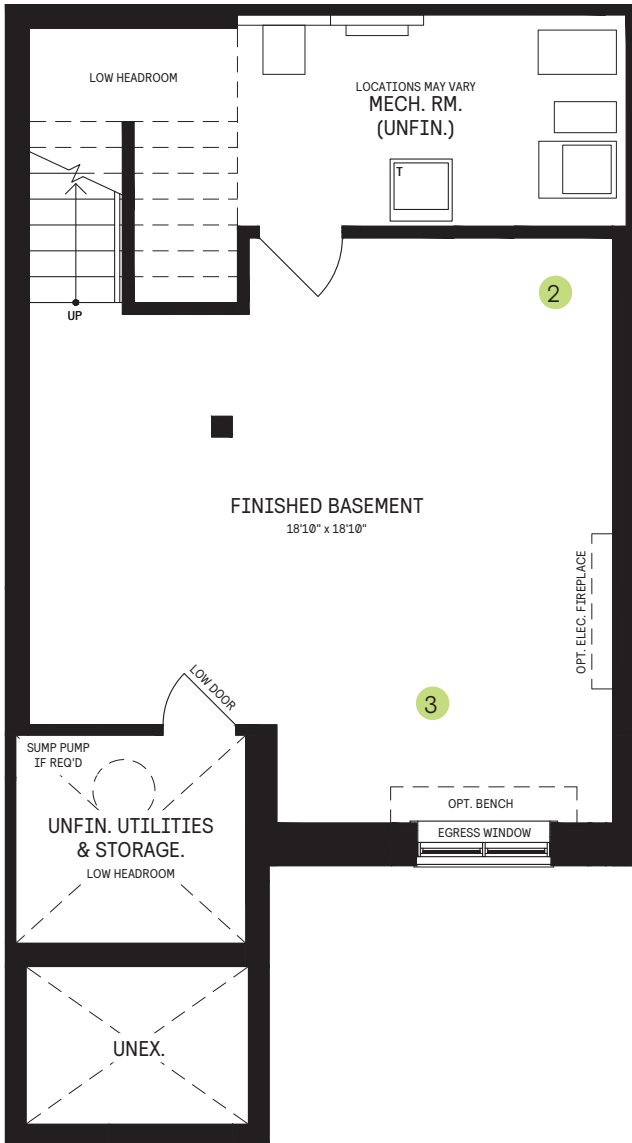 LOW HEADROOM
LOCATIONS MAY VARY
MECH. RM.
(UNFIN.)
T
2
UP
FINISHED BASEMENT
18'10" x 18'10"
OPT. ELEC. FIREPLACE
LOW DOOR
3
SUMP PUMP
IF REQ'D
UNFIN. UTILITIES
& STORAGE.
LOW HEADROOM
OPT. BENCH
EGRESS WINDOW
UNEX.